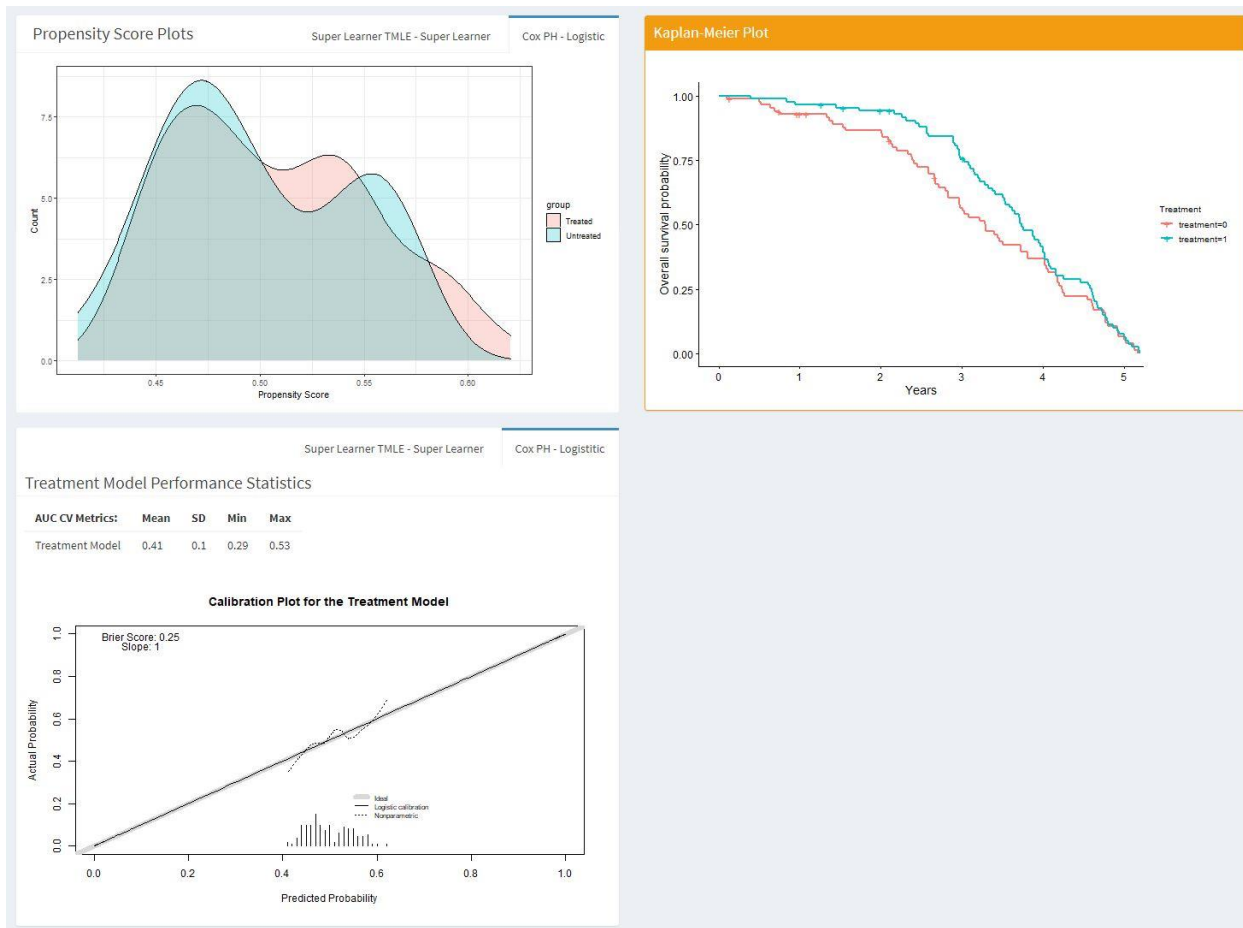 Propensity Score Plots
Super Learner TMLE - Super Learner
Cox PH - Logistic
7.5
5.0
2.5
0.0
Count
0.45
0.50
0.55
0.60
Propensity Score
group
Treated
Untreated
Kaplan-Meier Plot
1.00
0.75
0.50
0.25
0.00
Overall survival probability
0 1 2 3 4 5
Years
Treatment
treatment=0
treatment=1
Super Learner TMLE - Super Learner
Cox PH - Logistitic
Treatment Model Performance Statistics
AUC CV Metrics: Mean SD Min Max
Treatment Model 0.41 0.1 0.29 0.53
Calibration Plot for the Treatment Model
Brier Score: 0.25
Slope: 1
1.0
0.8
0.6
0.4
0.2
0.0
Actual Probability
Ideal
Logistic calibration
Nonparametric
0.0 0.2 0.4 0.6 0.8 1.0
Predicted Probability